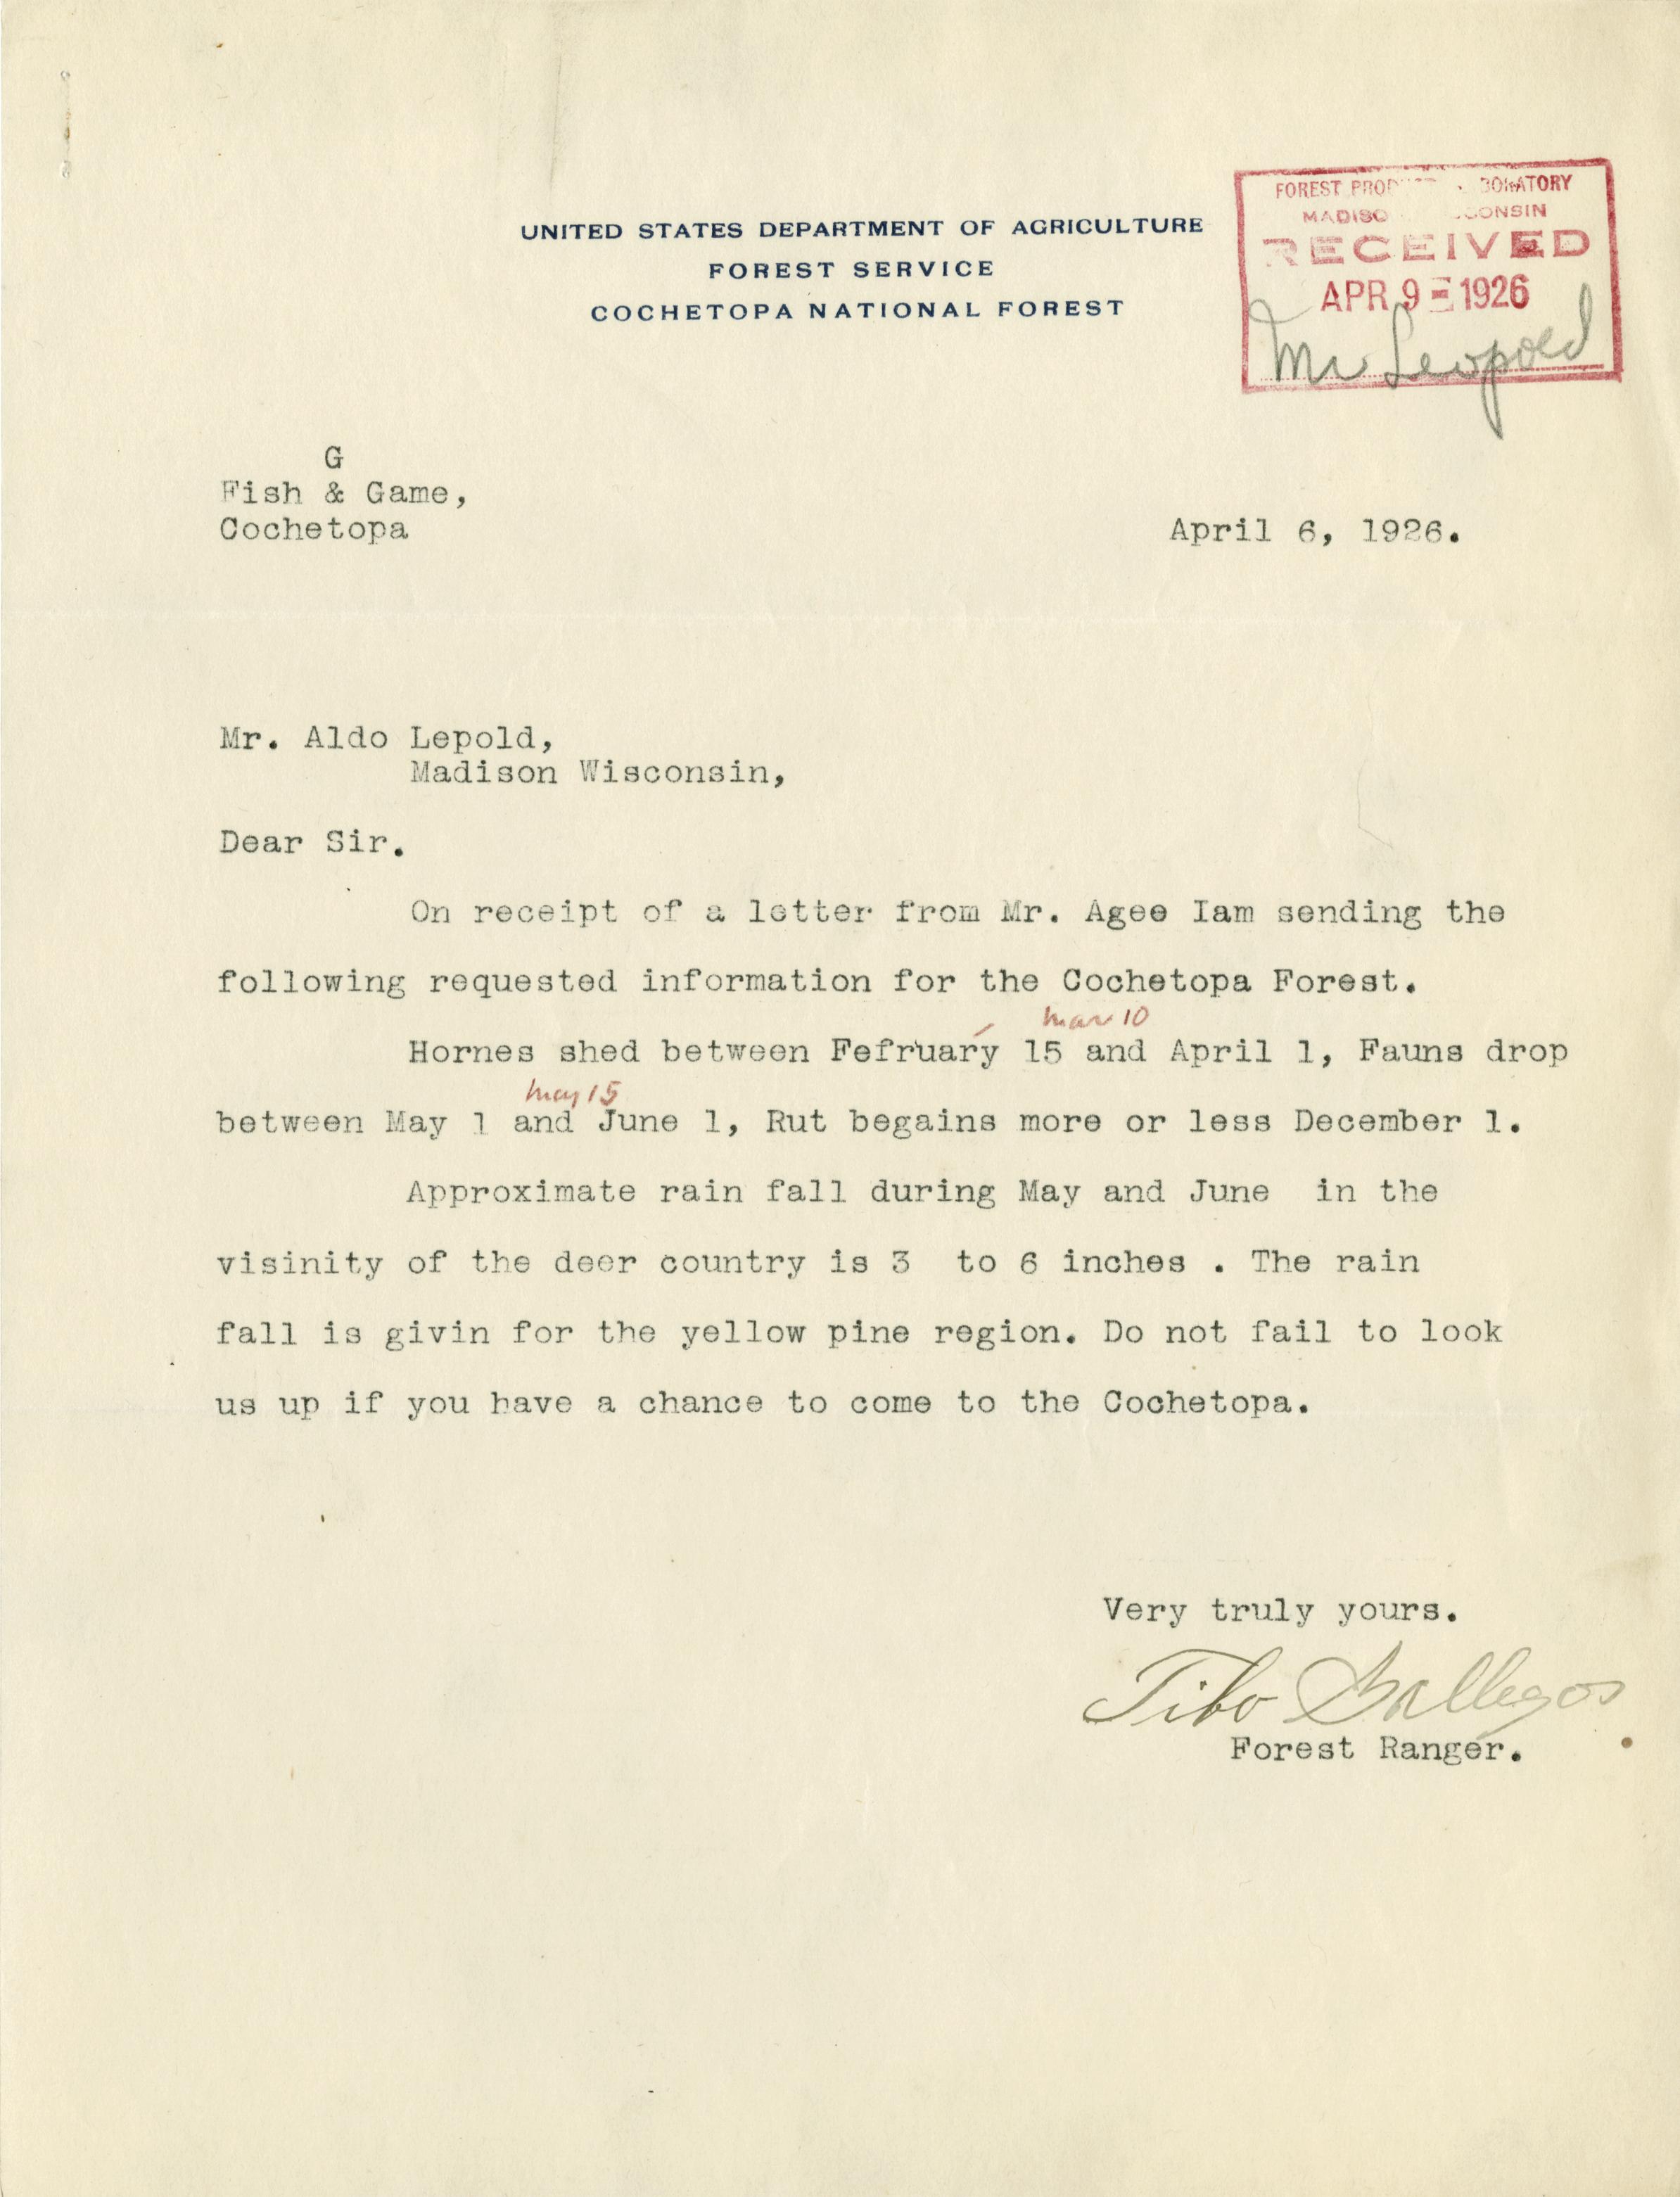 UNITED STATES DEPARTMENT OF AGRICULTURE
FOREST SERVICE
COCHETOPA NATIONAL FOREST
FOREST
RECEIVED
APR 9 - 1926
Mr Leopold
G
Fish & Game,
Cochetopa
April 6, 1926.
Mr. Aldo Lepold,
Madison Wisconsin,
Dear Sir.
On receipt of a letter from Mr. Agee Iam sending the
following requested information for the Cochetopa Forest.
Mar 10
Hornes shed between Fefruary 15 and April 1, Fauns drop
May 15
between May 1 and June 1, Rut begains more or less December 1.
Approximate rain fall during May and June in the
visinity of the deer country is 3 to 6 inches . The rain
fall is givin for the yellow pine region. Do not fail to look
us up if you have a chance to come to the Cochetopa.
Very truly yours.
Tibo Gallegos
Forest Ranger.